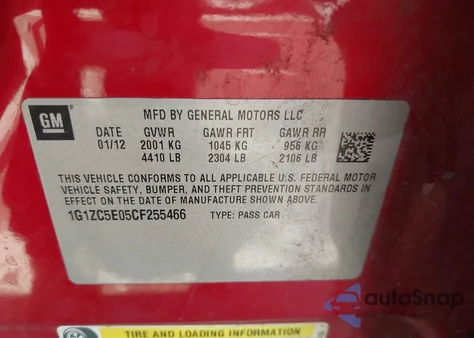 GM
MFD BY GENERAL MOTORS LLC
DATE GVWR GAWR FRT GAWR RR
01/12 2001 KG 1045 KG 956 KG
4410 LB 2304 LB 2106 LB
THIS VEHICLE CONFORMS TO ALL APPLICABLE U.S. FEDERAL MOTOR
VEHICLE SAFETY, BUMPER, AND THEFT PREVENTION STANDARDS IN
EFFECT ON THE DATE OF MANUFACTURE SHOWN ABOVE.
1G1ZC5E05CF255466 TYPE: PASS CAR
autoSnap
TIRE AND LOADING INFORMATION